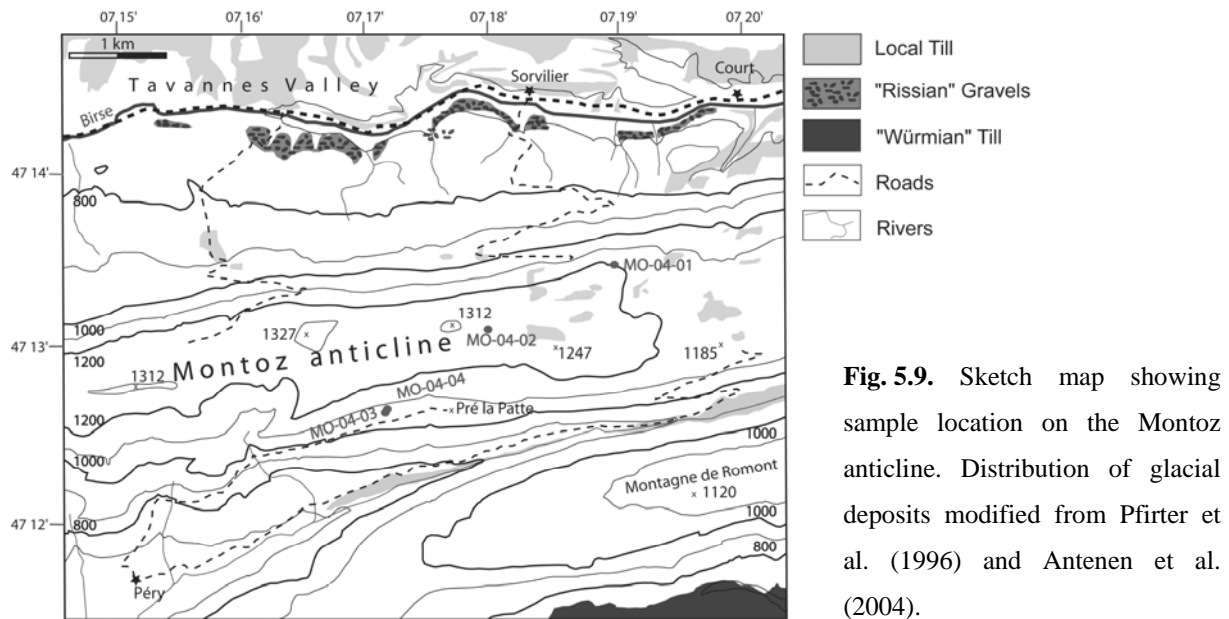 07,15' 07,16' 07,17' 07,18' 07,19' 07,20'
1 km
Tavannes Valley
Sorvilier
Court
Birse
47 14'
800
MO-04-01
1312
1327
MO-04-02
1000
1247
1185
47 13'
1200
Montoz anticline
1312
MO-04-04
Pré la Patte
MO-04-03
1200
1000
1000
Montagne de Romont
1120
47 12'
800
1000
800
Péry
Local Till
"Rissian" Gravels
"Würmian" Till
Roads
Rivers
Fig. 5.9. Sketch map showing
sample location on the Montoz
anticline. Distribution of glacial
deposits modified from Pfirter et
al. (1996) and Antenen et al.
(2004).